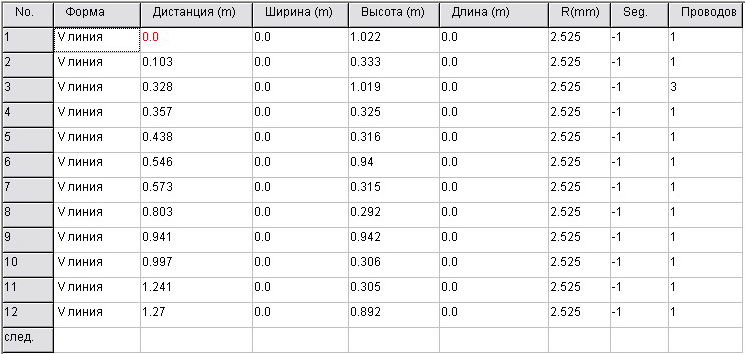 No. Форма Дистанция (m) Ширина (m) Высота (m) Длина (m) R(mm) Seg. Проводов
1 V линия 0.0 0.0 1.022 0.0 2.525 -1 1
2 V линия 0.103 0.0 0.333 0.0 2.525 -1 1
3 V линия 0.328 0.0 1.019 0.0 2.525 -1 3
4 V линия 0.357 0.0 0.325 0.0 2.525 -1 1
5 V линия 0.438 0.0 0.316 0.0 2.525 -1 1
6 V линия 0.546 0.0 0.94 0.0 2.525 -1 1
7 V линия 0.573 0.0 0.315 0.0 2.525 -1 1
8 V линия 0.803 0.0 0.292 0.0 2.525 -1 1
9 V линия 0.941 0.0 0.942 0.0 2.525 -1 1
10 V линия 0.997 0.0 0.306 0.0 2.525 -1 1
11 V линия 1.241 0.0 0.305 0.0 2.525 -1 1
12 V линия 1.27 0.0 0.892 0.0 2.525 -1 1
след.